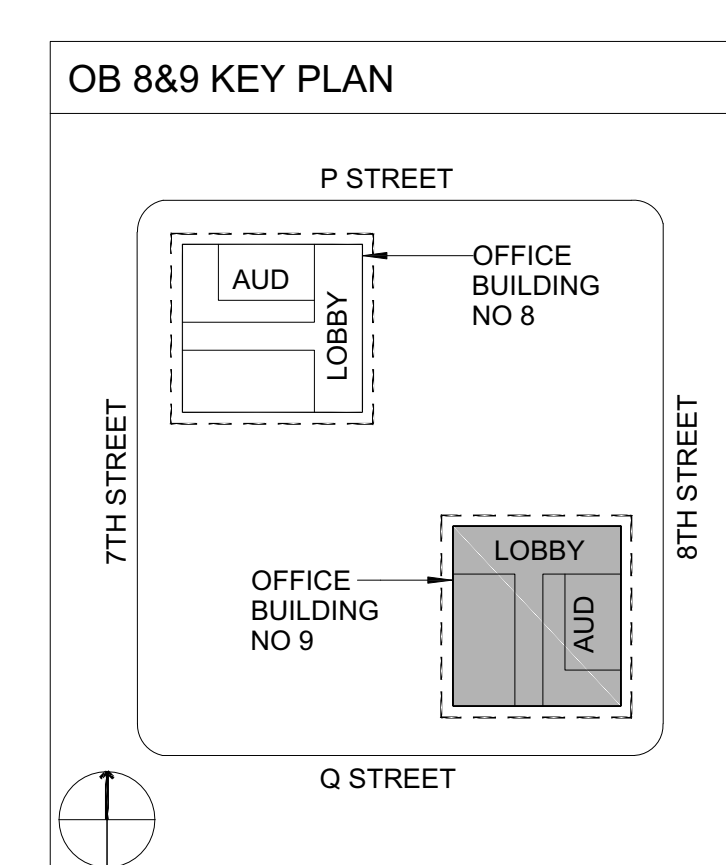 OB 8&9 KEY PLAN
P STREET
AUD
LOBBY
OFFICE
BUILDING
NO 8
7TH STREET
8TH STREET
LOBBY
AUD
OFFICE
BUILDING
NO 9
Q STREET